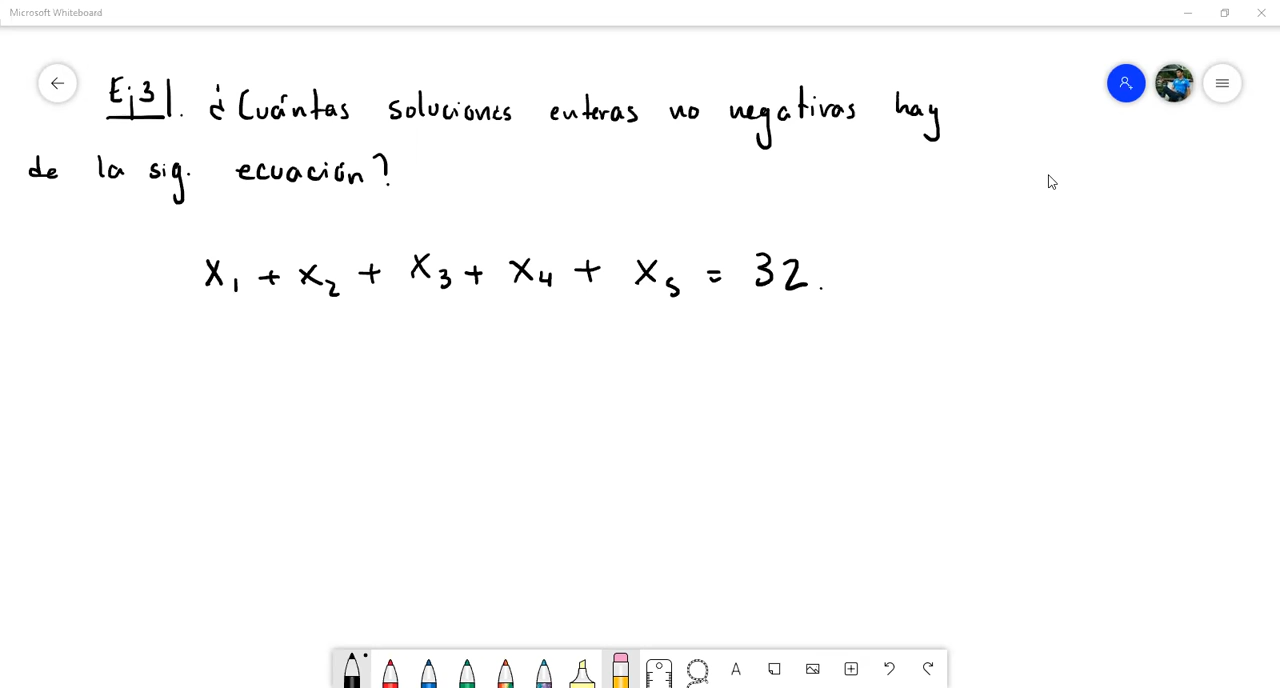 Microsoft Whiteboard
Ej3|. ¿Cuántas soluciones enteras no negativas hay
de la sig. ecuación?
x₁ + x₂ + x₃ + x₄ + x₅ = 32.
A